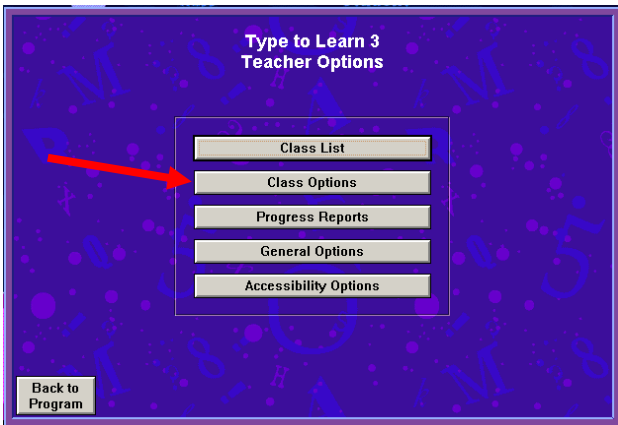 Type to Learn 3
Teacher Options
Class List
Class Options
Progress Reports
General Options
Accessibility Options
Back to
Program